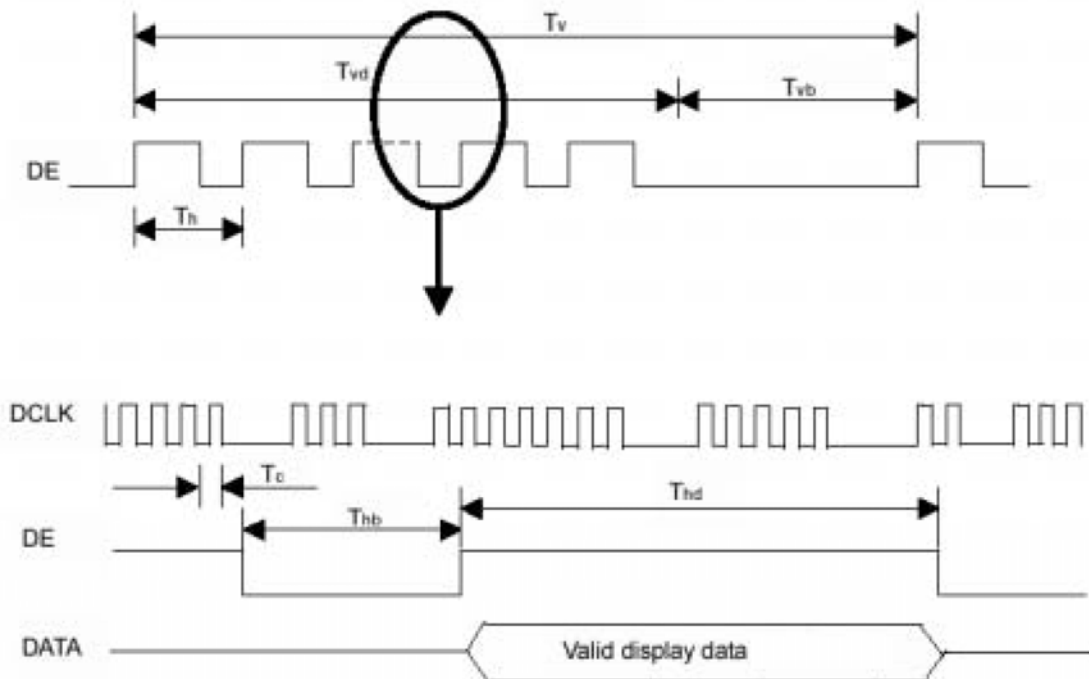 Tv
Tvd
Tvb
DE
Th
DCLK
Tc
Thd
Thb
DE
DATA
Valid display data